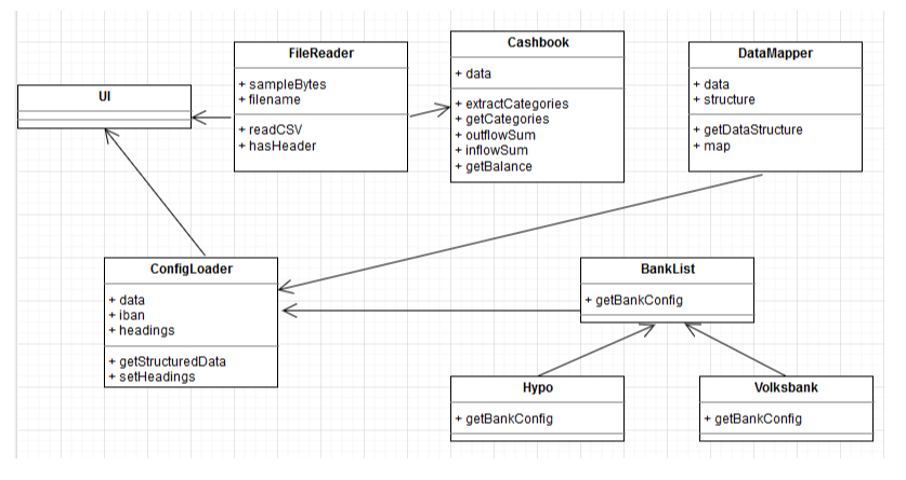 UI
FileReader
+ sampleBytes
+ filename
+ readCSV
+ hasHeader
Cashbook
+ data
+ extractCategories
+ getCategories
+ outflowSum
+ inflowSum
+ getBalance
DataMapper
+ data
+ structure
+ getDataStructure
+ map
ConfigLoader
+ data
+ iban
+ headings
+ getStructuredData
+ setHeadings
BankList
+ getBankConfig
Hypo
+ getBankConfig
Volksbank
+ getBankConfig